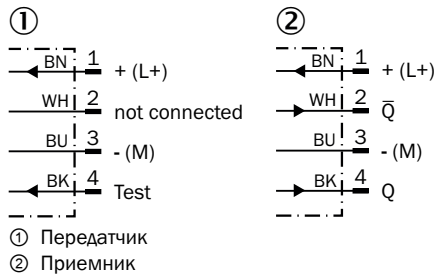 ① ②
BN 1 + (L+)
WH 2 not connected
BU 3 - (M)
BK 4 Test
BN 1 + (L+)
WH 2 Q̅
BU 3 - (M)
BK 4 Q
① Передатчик
② Приемник